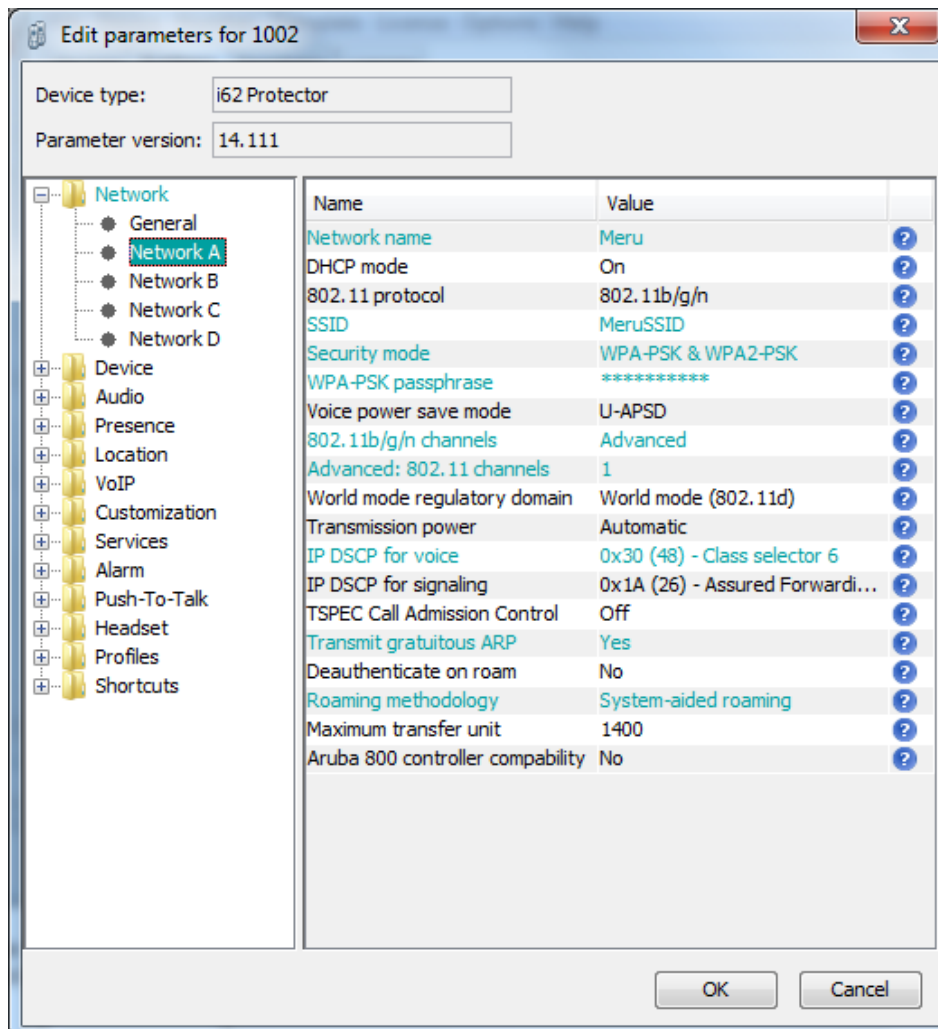 Edit parameters for 1002
Device type: i62 Protector
Parameter version: 14.111
Network
General
Network A
Network B
Network C
Network D
Device
Audio
Presence
Location
VoIP
Customization
Services
Alarm
Push-To-Talk
Headset
Profiles
Shortcuts
Name Value
Network name Meru
DHCP mode On
802.11 protocol 802.11b/g/n
SSID MeruSSID
Security mode WPA-PSK & WPA2-PSK
WPA-PSK passphrase **********
Voice power save mode U-APSD
802.11b/g/n channels Advanced
Advanced: 802.11 channels 1
World mode regulatory domain World mode (802.11d)
Transmission power Automatic
IP DSCP for voice 0x30 (48) - Class selector 6
IP DSCP for signaling 0x1A (26) - Assured Forwardi...
TSPEC Call Admission Control Off
Transmit gratuitous ARP Yes
Deauthenticate on roam No
Roaming methodology System-aided roaming
Maximum transfer unit 1400
Aruba 800 controller compability No
OK Cancel